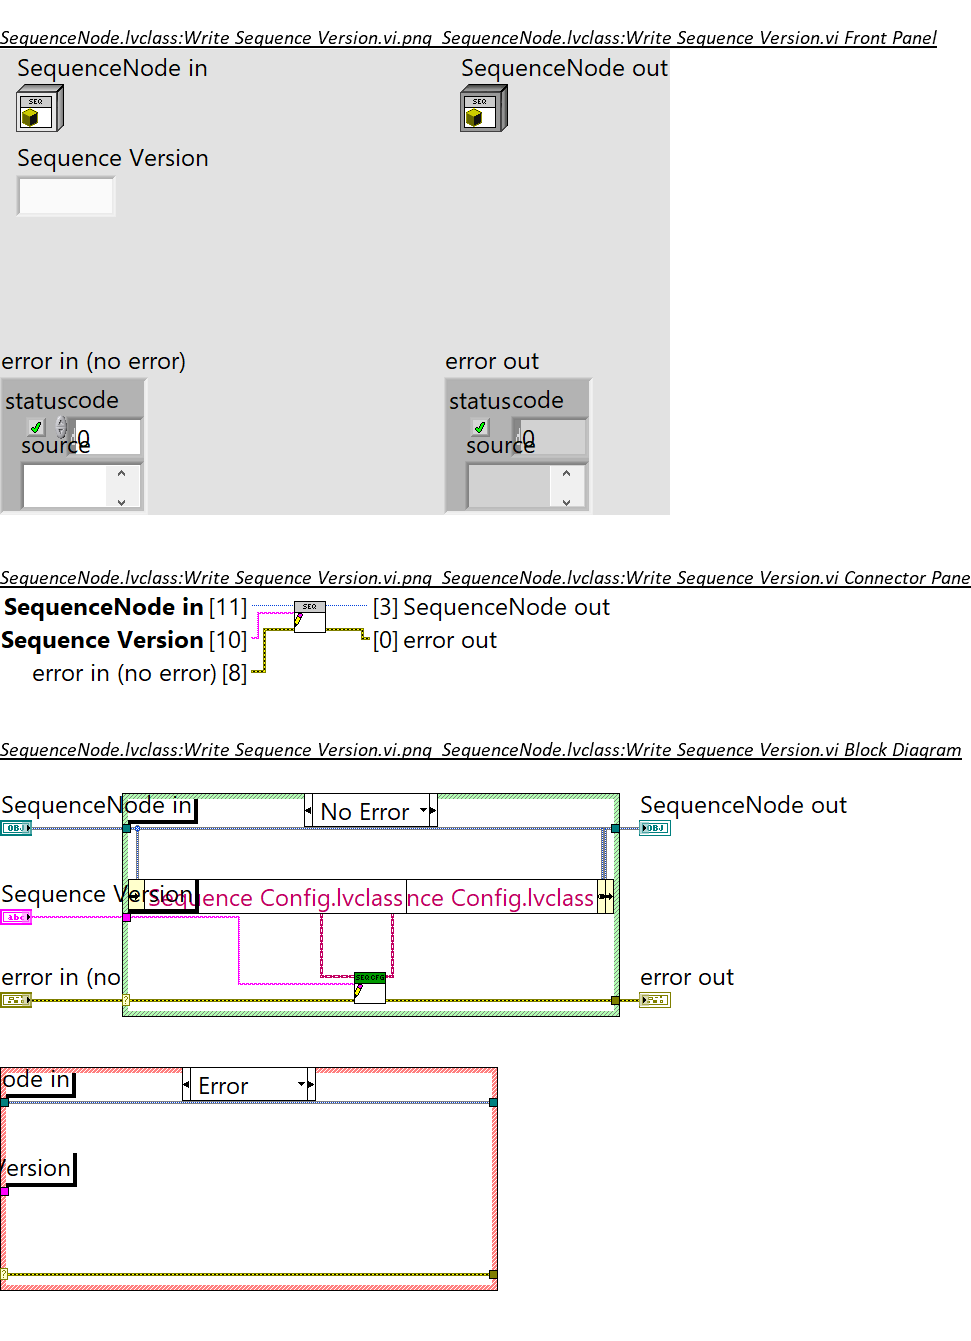 SequenceNode.lvclass:Write Sequence Version.vi.png SequenceNode.lvclass:Write Sequence Version.vi Front Panel
SequenceNode in SequenceNode out
SEQ SEQ
Sequence Version
error in (no error) error out
status code status code
0 0
source source
SequenceNode.lvclass:Write Sequence Version.vi.png SequenceNode.lvclass:Write Sequence Version.vi Connector Pane
SequenceNode in [11] SEQ [3] SequenceNode out
Sequence Version [10] [0] error out
error in (no error) [8]
SequenceNode.lvclass:Write Sequence Version.vi.png SequenceNode.lvclass:Write Sequence Version.vi Block Diagram
SequenceNode in No Error SequenceNode out
OBJ OBJ
Sequence Version Sequence Config.lvclass nce Config.lvclass
abc
SEQ CFG
error in (no error out
?
ode in Error
ersion
?